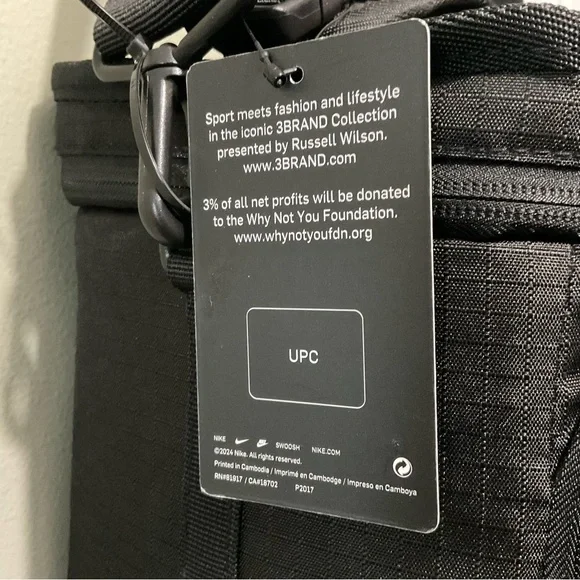 Sport meets fashion and lifestyle
in the iconic 3BRAND Collection
presented by Russell Wilson.
www.3BRAND.com
3% of all net profits will be donated
to the Why Not You Foundation.
www.whynotyoufdn.org
UPC
NIKE SWOOSH NIKE.COM
©2024 Nike. All rights reserved.
Printed in Cambodia / Imprimé en Cambodge / Impreso en Camboya
RN#81917 / CA#18702 P2017